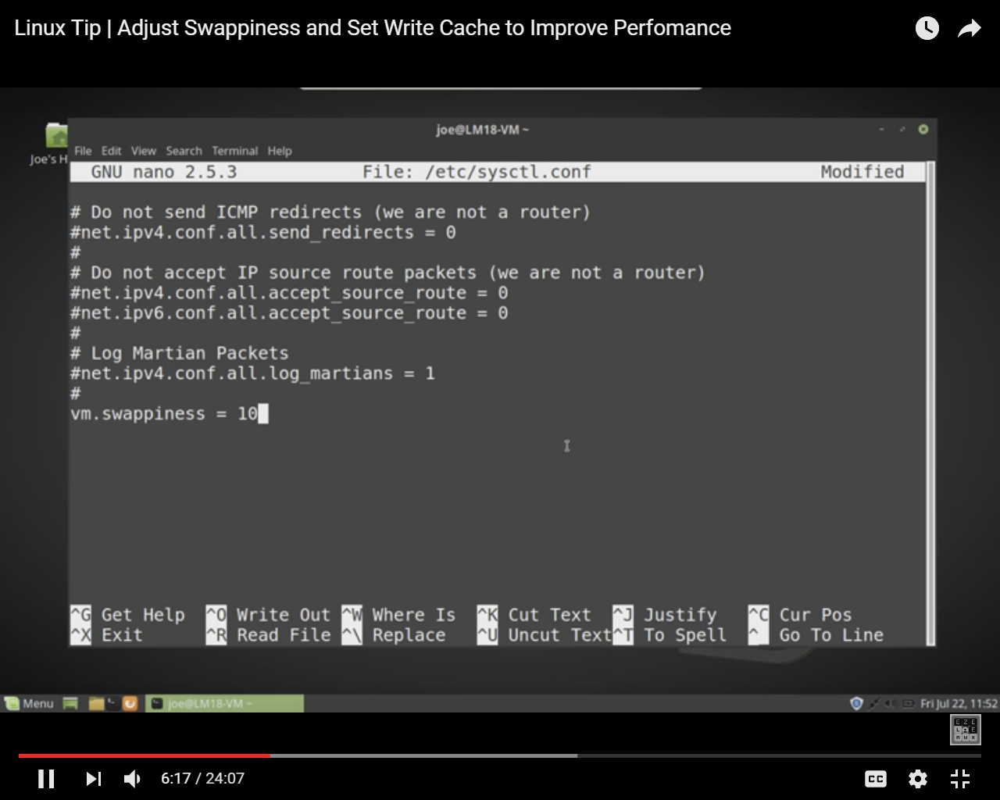 Linux Tip | Adjust Swappiness and Set Write Cache to Improve Perfomance
joe@LM18-VM ~
Joe's H
File Edit View Search Terminal Help
GNU nano 2.5.3 File: /etc/sysctl.conf Modified
# Do not send ICMP redirects (we are not a router)
#net.ipv4.conf.all.send_redirects = 0
#
# Do not accept IP source route packets (we are not a router)
#net.ipv4.conf.all.accept_source_route = 0
#net.ipv6.conf.all.accept_source_route = 0
#
# Log Martian Packets
#net.ipv4.conf.all.log_martians = 1
#
vm.swappiness = 10
^G Get Help ^O Write Out ^W Where Is ^K Cut Text ^J Justify ^C Cur Pos
^X Exit ^R Read File ^\ Replace ^U Uncut Text ^T To Spell ^_ Go To Line
Menu joe@LM18-VM ~ Fri Jul 22, 11:52
EZEE
Linux
6:17 / 24:07 CC